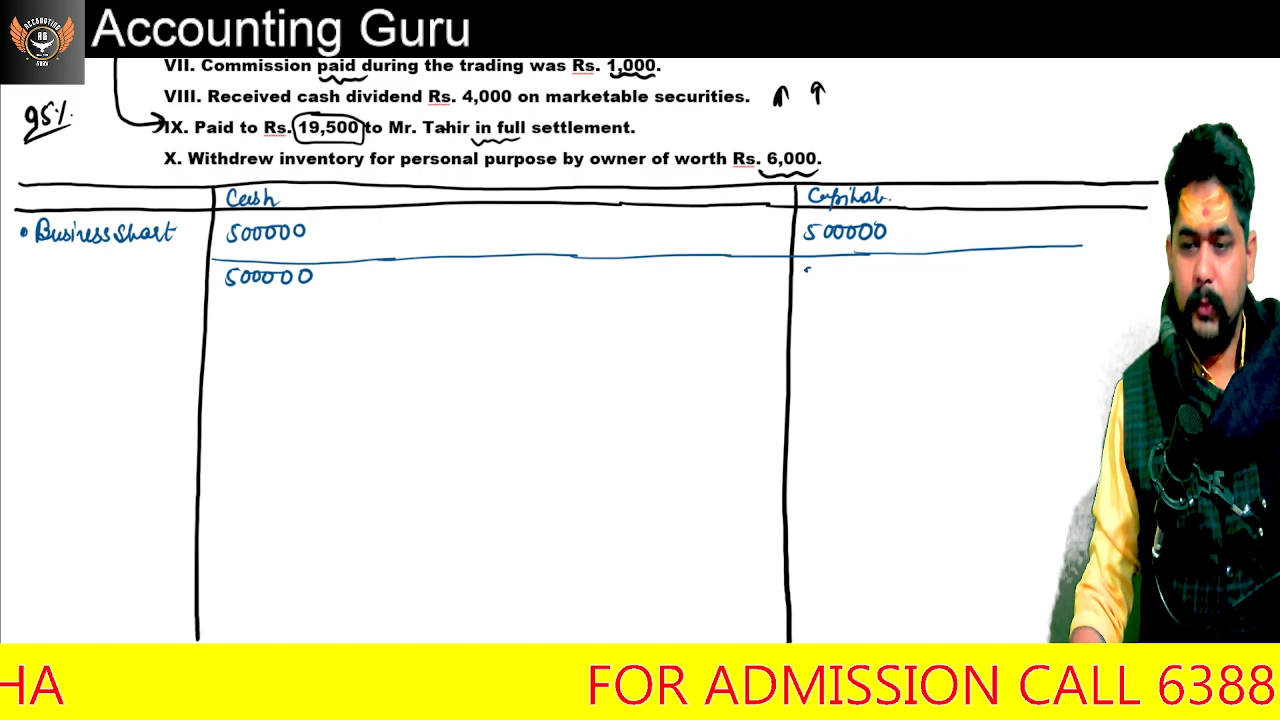 Accounting Guru
ACCOUNTING
AG
GURU
VII. Commission paid during the trading was Rs. 1,000.
VIII. Received cash dividend Rs. 4,000 on marketable securities.
95%
IX. Paid to Rs. 19,500 to Mr. Tahir in full settlement.
X. Withdrew inventory for personal purpose by owner of worth Rs. 6,000.
Cash Capital.
• Business Start 500000 500000
500000
HA FOR ADMISSION CALL 6388